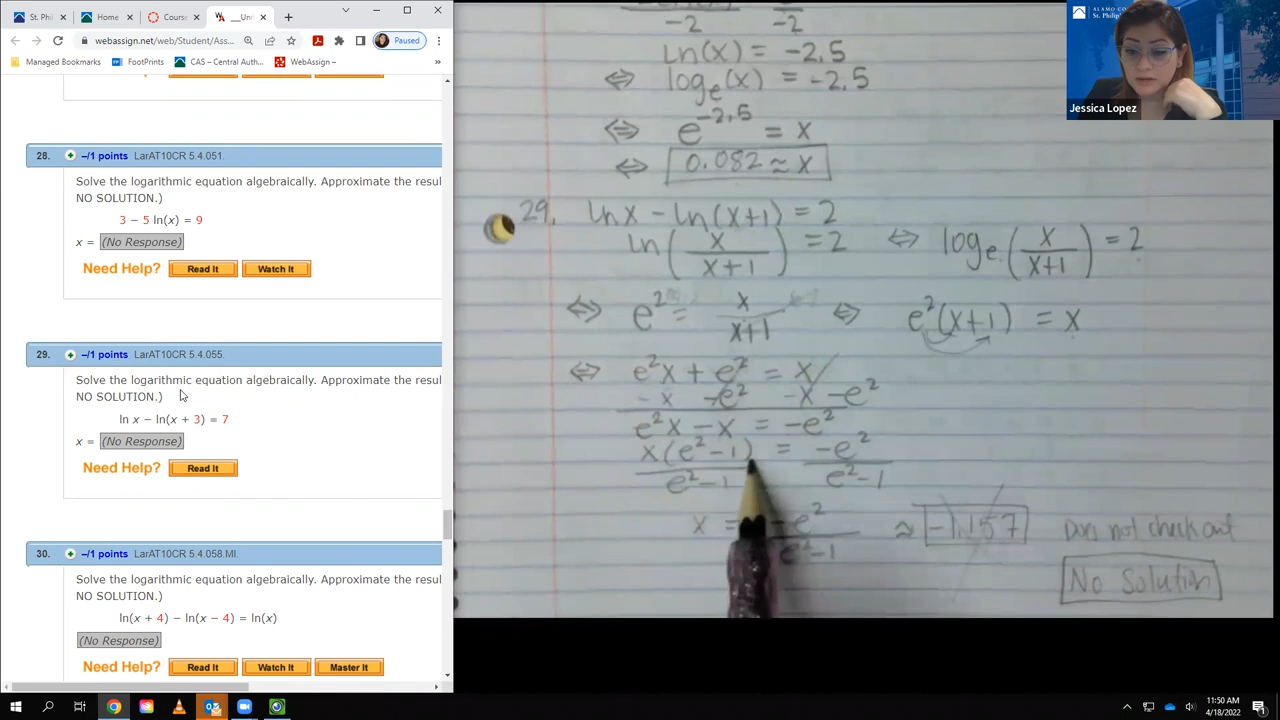 St. Phili
Home
Cours
__Uni
webassign.net/web/Student/Ass...
Paused
Managed Bookmarks
FootPrints
CAS – Central Auth...
WebAssign –
»
28.
–/1 points
LarAT10CR 5.4.051.
Solve the logarithmic equation algebraically. Approximate the resul
NO SOLUTION.)
3 − 5 ln(x) = 9
x = (No Response)
Need Help?
Read It
Watch It
29.
–/1 points
LarAT10CR 5.4.055.
Solve the logarithmic equation algebraically. Approximate the resul
NO SOLUTION.)
ln x − ln(x + 3) = 7
x = (No Response)
Need Help?
Read It
30.
–/1 points
LarAT10CR 5.4.058.MI.
Solve the logarithmic equation algebraically. Approximate the resul
NO SOLUTION.)
ln(x + 4) − ln(x − 4) = ln(x)
(No Response)
Need Help?
Read It
Watch It
Master It
-2 -2
ln(x) = -2.5
⇔ log_e(x) = -2.5
⇔ e^-2.5 = x
⇔ 0.082 ≈ x
29. ln x − ln(x+1) = 2
ln(x/(x+1)) = 2 ⇔ log_e(x/(x+1)) = 2
⇔ e² = x/(x+1) ⇔ e²(x+1) = x
⇔ e²x + e² = x
-x -e² -x -e²
e²x − x = -e²
x(e² − 1) = -e²
e² − 1 e² − 1
x = -e² / e² − 1 ≈ -1.157 Does not check out
No Solution
ALAMO CO
St. Philip
Jessica Lopez
11:50 AM
4/18/2022